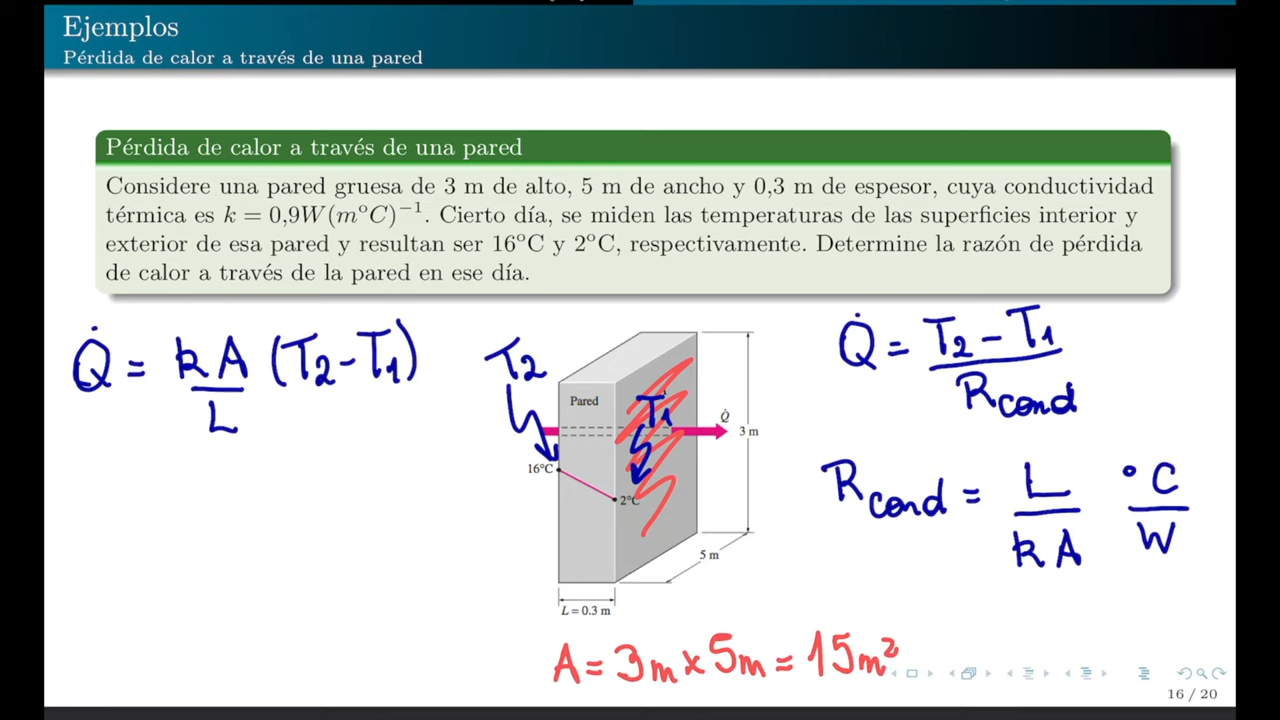 Ejemplos
Pérdida de calor a través de una pared
Pérdida de calor a través de una pared
Considere una pared gruesa de 3 m de alto, 5 m de ancho y 0,3 m de espesor, cuya conductividad
térmica es k = 0,9W(m°C)⁻¹. Cierto día, se miden las temperaturas de las superficies interior y
exterior de esa pared y resultan ser 16°C y 2°C, respectivamente. Determine la razón de pérdida
de calor a través de la pared en ese día.
Q̇ = kA/L (T₂-T₁)
T₂
Pared
T₁
Q̇
3 m
16°C
2°C
5 m
L = 0.3 m
Q̇ = T₂-T₁/Rcond
Rcond = L/kA °C/W
A = 3m x 5m = 15m²
16 / 20